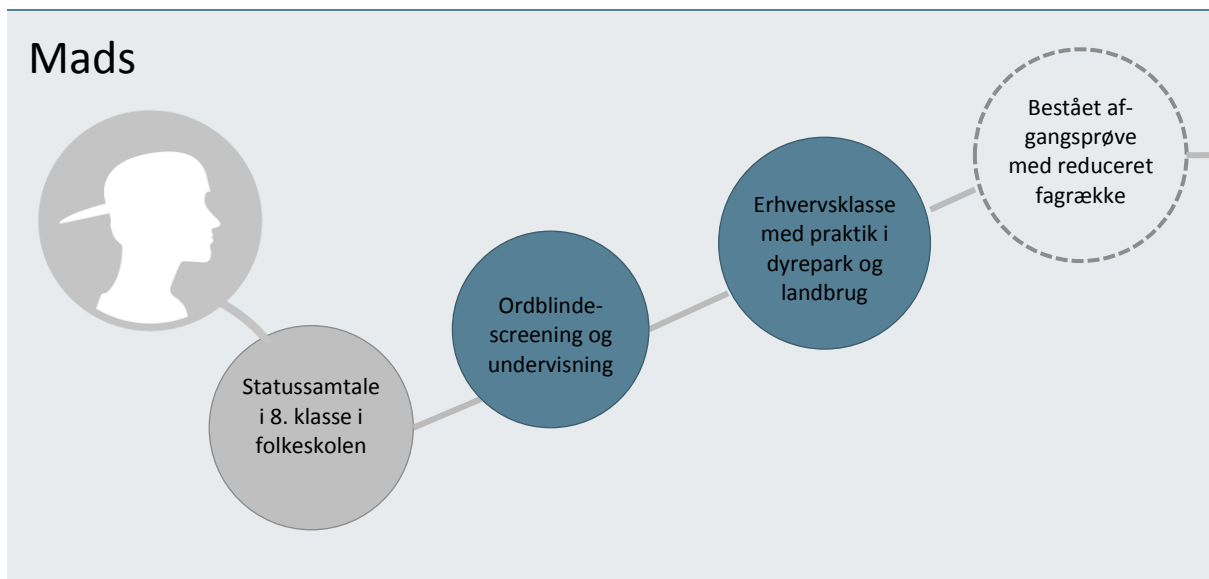 Mads
Statussamtale
i 8. klasse i
folkeskolen
Ordblinde-
screening og
undervisning
Erhvervsklasse
med praktik i
dyrepark og
landbrug
Bestået af-
gangsprøve
med reduceret
fagrække